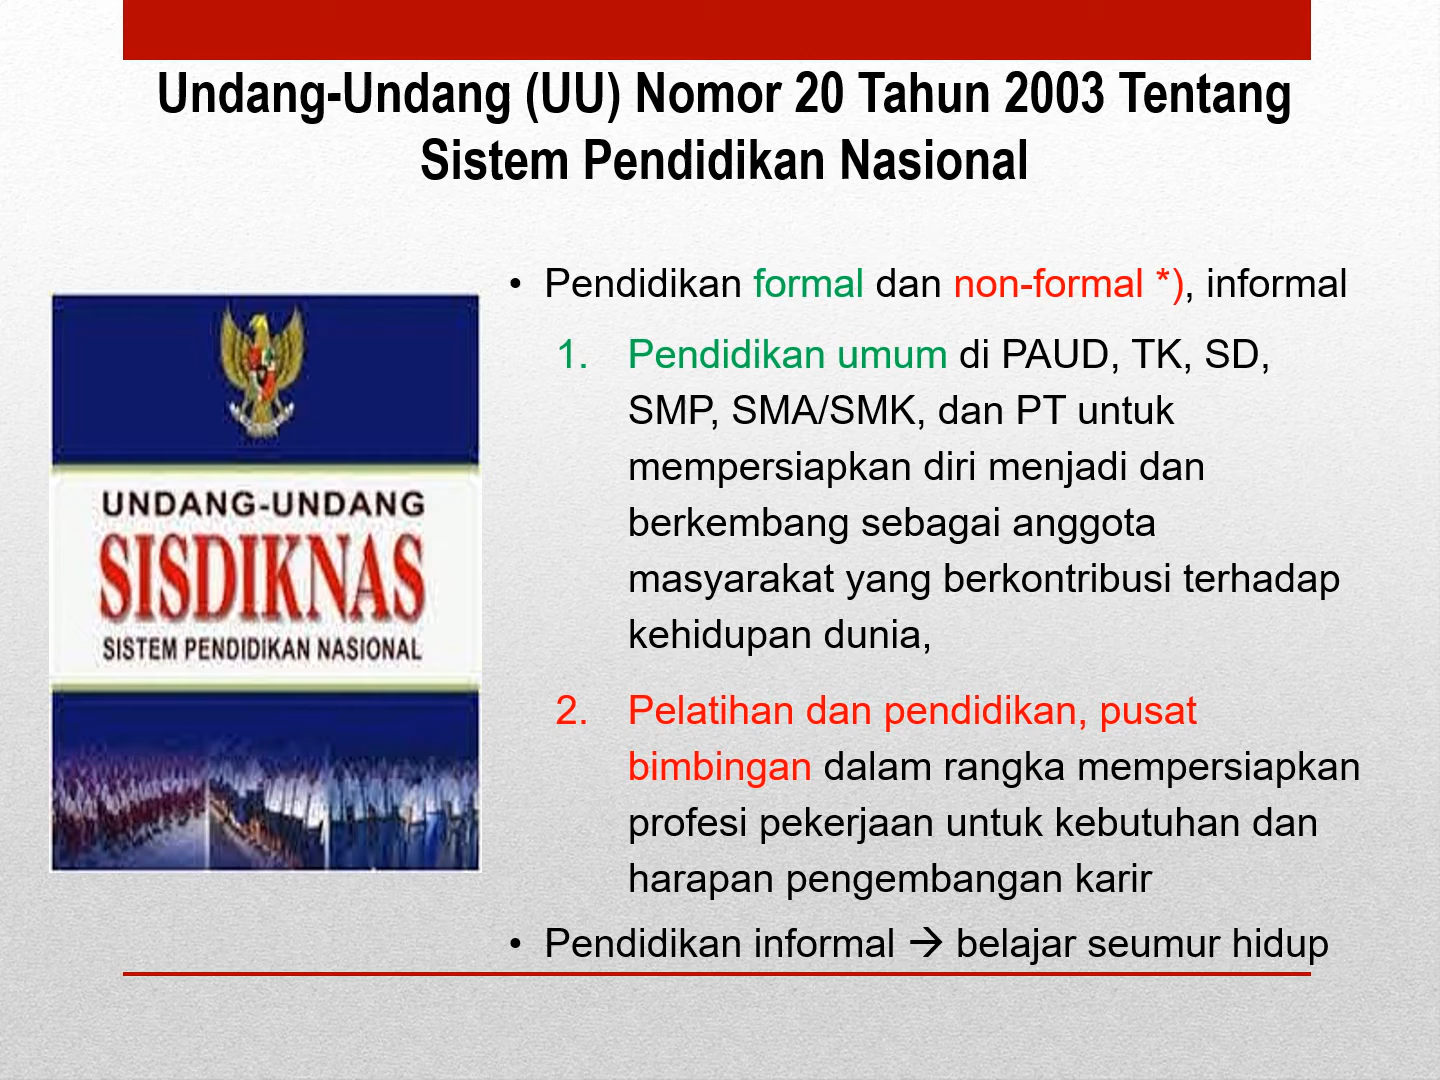 Undang-Undang (UU) Nomor 20 Tahun 2003 Tentang
Sistem Pendidikan Nasional
UNDANG-UNDANG
SISDIKNAS
SISTEM PENDIDIKAN NASIONAL
• Pendidikan formal dan non-formal *), informal
1. Pendidikan umum di PAUD, TK, SD,
SMP, SMA/SMK, dan PT untuk
mempersiapkan diri menjadi dan
berkembang sebagai anggota
masyarakat yang berkontribusi terhadap
kehidupan dunia,
2. Pelatihan dan pendidikan, pusat
bimbingan dalam rangka mempersiapkan
profesi pekerjaan untuk kebutuhan dan
harapan pengembangan karir
• Pendidikan informal → belajar seumur hidup